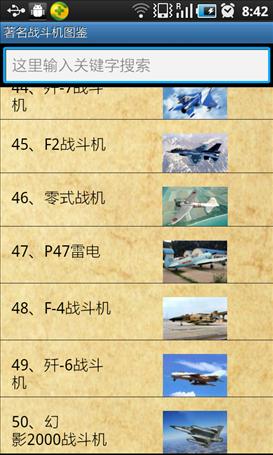 8:42
著名战斗机图鉴
这里输入关键字搜索
44、歼-7战斗
机
45、F2战斗机
46、零式战机
47、P47雷电
48、F-4战斗机
49、歼-6战斗
机
50、幻
影2000战斗机